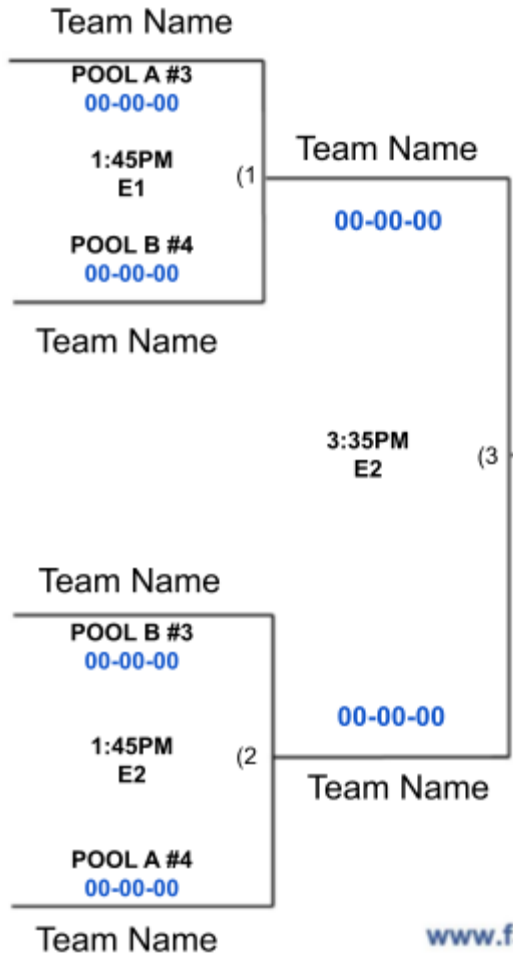 Team Name
POOL A #3
00-00-00
1:45PM
E1
(1
POOL B #4
00-00-00
Team Name
Team Name
00-00-00
3:35PM
E2
(3
Team Name
POOL B #3
00-00-00
1:45PM
E2
(2
POOL A #4
00-00-00
Team Name
00-00-00
Team Name
www.f